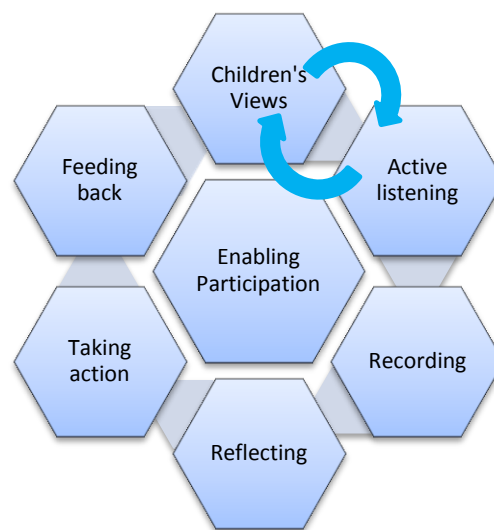 Children's
Views
Active
listening
Recording
Reflecting
Taking
action
Feeding
back
Enabling
Participation